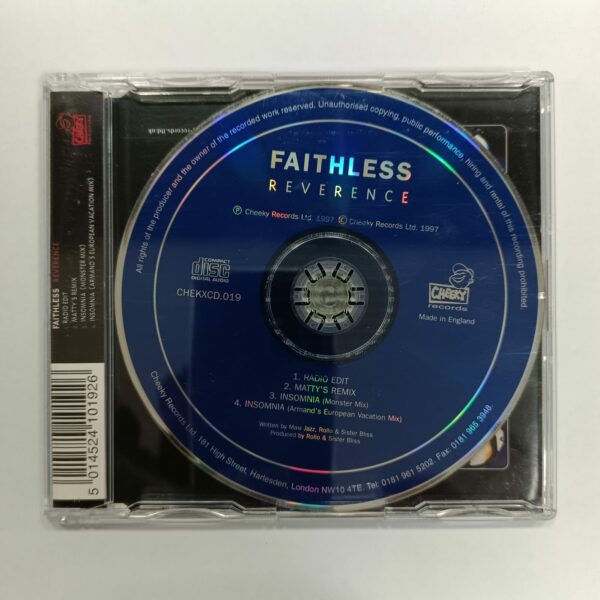 All rights of the producer and the owner of the recorded work reserved. Unauthorised copying, public performance, hiring and rental of this recording prohibited.
FAITHLESS
REVERENCE
℗ Cheeky Records Ltd. 1997 © Cheeky Records Ltd. 1997
COMPACT
disc
DIGITAL AUDIO
CHEKXCD.019
CHEEKY
records
Made in England
1. RADIO EDIT
2. MATTY'S REMIX
3. INSOMNIA (Monster Mix)
4. INSOMNIA (Armand's European Vacation Mix)
Written by Maxi Jazz, Rollo & Sister Bliss
Produced by Rollo & Sister Bliss
Cheeky Records Ltd. 181 High Street, Harlesden, London NW10 4TE. Tel: 0181 961 5202. Fax: 0181 965 3948.
CHEEKY
FAITHLESS REVERENCE
1. RADIO EDIT
2. MATTY'S REMIX
3. INSOMNIA (MONSTER MIX)
4. INSOMNIA (ARMAND'S EUROPEAN VACATION MIX)
5 014524 101926